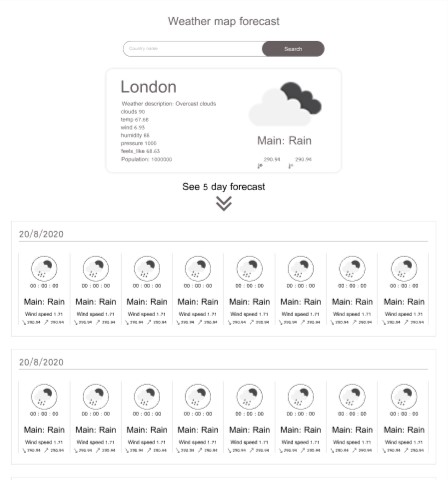 Weather map forecast
Country name
Search
London
Weather description: Overcast clouds
clouds 90
temp 67.68
wind 6.93
humidity 68
pressure 1000
feels_like 68.63
Population: 1000000
Main: Rain
290.94 290.94
See 5 day forecast
20/8/2020
00 : 00 : 00 00 : 00 : 00 00 : 00 : 00 00 : 00 : 00 00 : 00 : 00 00 : 00 : 00 00 : 00 : 00 00 : 00 : 00
Main: Rain Main: Rain Main: Rain Main: Rain Main: Rain Main: Rain Main: Rain Main: Rain
Wind speed 1.71 Wind speed 1.71 Wind speed 1.71 Wind speed 1.71 Wind speed 1.71 Wind speed 1.71 Wind speed 1.71 Wind speed 1.71
290.94 290.94 290.94 290.94 290.94 290.94 290.94 290.94 290.94 290.94 290.94 290.94 290.94 290.94 290.94 290.94
20/8/2020
00 : 00 : 00 00 : 00 : 00 00 : 00 : 00 00 : 00 : 00 00 : 00 : 00 00 : 00 : 00 00 : 00 : 00 00 : 00 : 00
Main: Rain Main: Rain Main: Rain Main: Rain Main: Rain Main: Rain Main: Rain Main: Rain
Wind speed 1.71 Wind speed 1.71 Wind speed 1.71 Wind speed 1.71 Wind speed 1.71 Wind speed 1.71 Wind speed 1.71 Wind speed 1.71
290.94 290.94 290.94 290.94 290.94 290.94 290.94 290.94 290.94 290.94 290.94 290.94 290.94 290.94 290.94 290.94